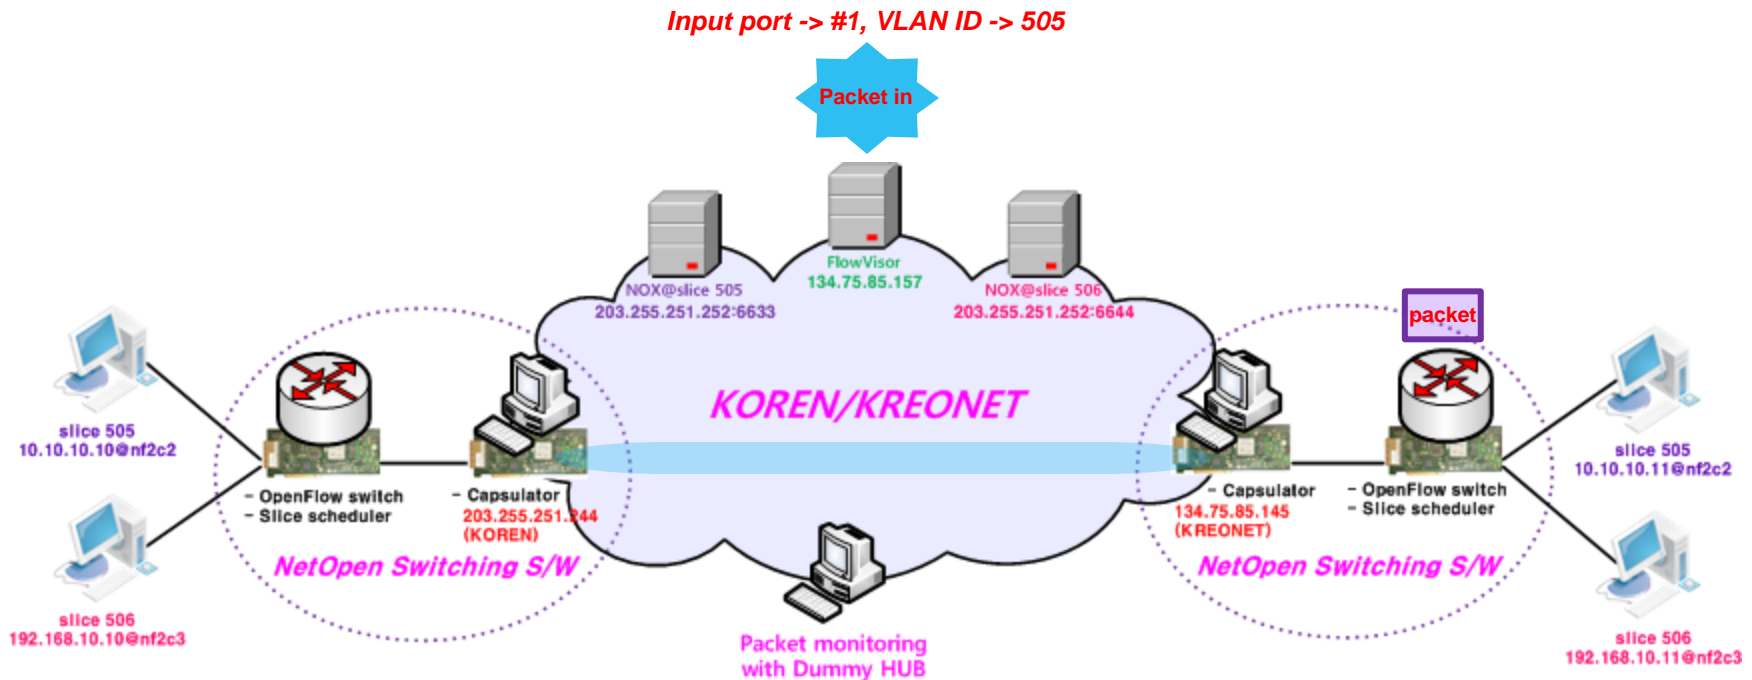 Input port -> #1, VLAN ID -> 505
Packet in
FlowVisor
134.75.85.157
NOX@slice 505
203.255.251.252:6633
NOX@slice 506
203.255.251.252:6644
packet
KOREN/KREONET
slice 505
10.10.10.10@nf2c2
slice 506
192.168.10.10@nf2c3
- OpenFlow switch
- Slice scheduler
- Capsulator
203.255.251.244
(KOREN)
NetOpen Switching S/W
- Capsulator
134.75.85.145
(KREONET)
- OpenFlow switch
- Slice scheduler
NetOpen Switching S/W
slice 505
10.10.10.11@nf2c2
slice 506
192.168.10.11@nf2c3
Packet monitoring
with Dummy HUB